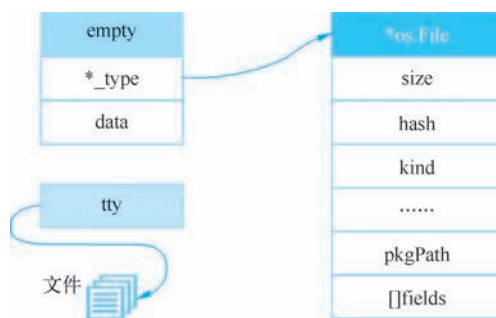 empty
*_type
data
tty
文件
*os.File
size
hash
kind
……
pkgPath
[]fields